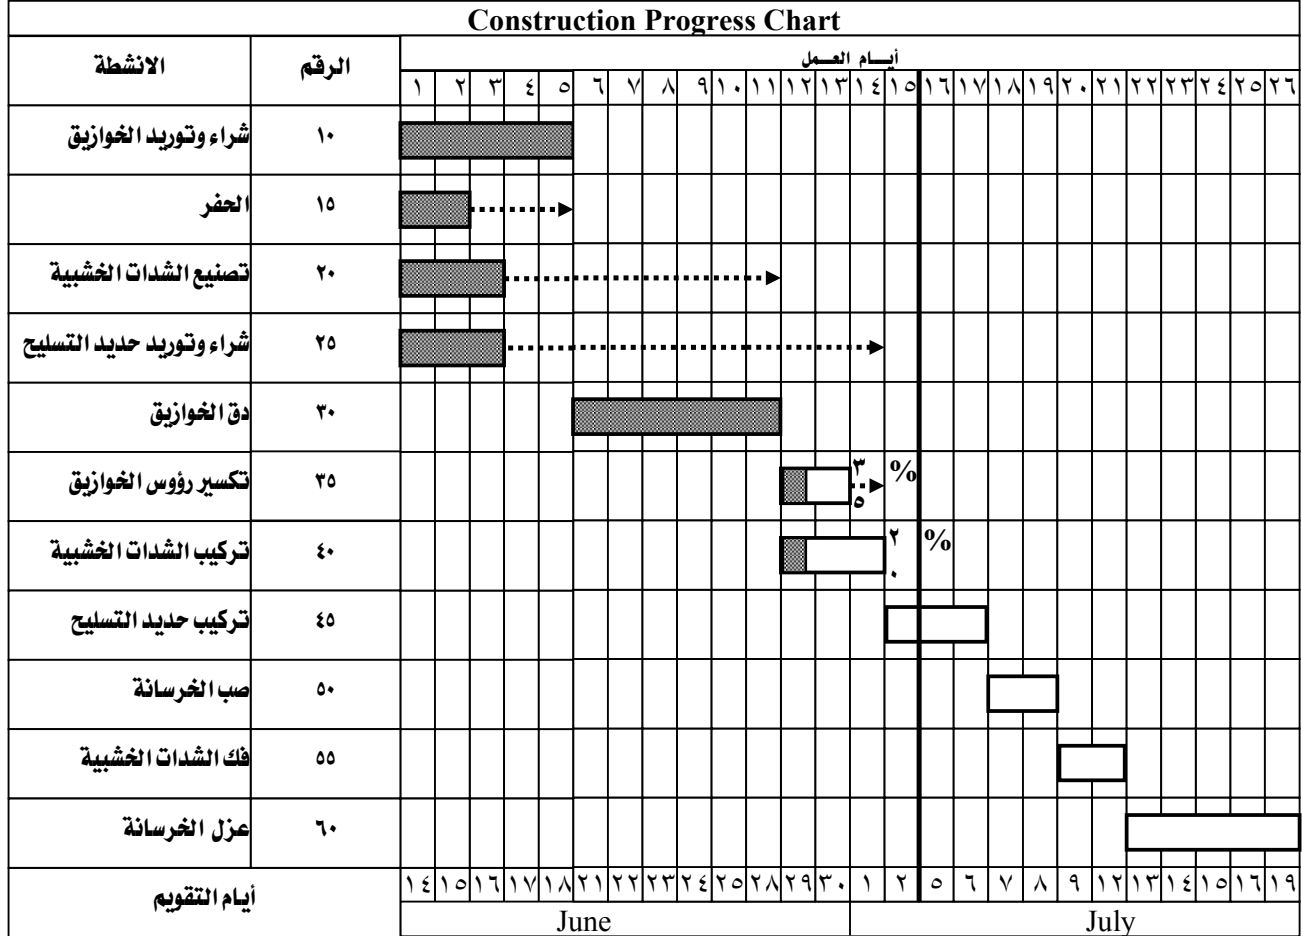 Construction Progress Chart
الانشطة
الرقم
أيـــام العـــمل
١ ٢ ٣ ٤ ٥ ٦ ٧ ٨ ٩ ١٠ ١١ ١٢ ١٣ ١٤ ١٥ ١٦ ١٧ ١٨ ١٩ ٢٠ ٢١ ٢٢ ٢٣ ٢٤ ٢٥ ٢٦
شراء وتوريد الخوازيق ١٠
الحفر ١٥
تصنيع الشدات الخشبية ٢٠
شراء وتوريد حديد التسليح ٢٥
دق الخوازيق ٣٠
تكسير رؤوس الخوازيق ٣٥
٣٥ %
تركيب الشدات الخشبية ٤٠
٢٠ %
تركيب حديد التسليح ٤٥
صب الخرسانة ٥٠
فك الشدات الخشبية ٥٥
عزل الخرسانة ٦٠
أيام التقويم
١٤ ١٥ ١٦ ١٧ ١٨ ٢١ ٢٢ ٢٣ ٢٤ ٢٥ ٢٨ ٢٩ ٣٠ ١ ٢ ٥ ٦ ٧ ٨ ٩ ١٢ ١٣ ١٤ ١٥ ١٦ ١٩
June July